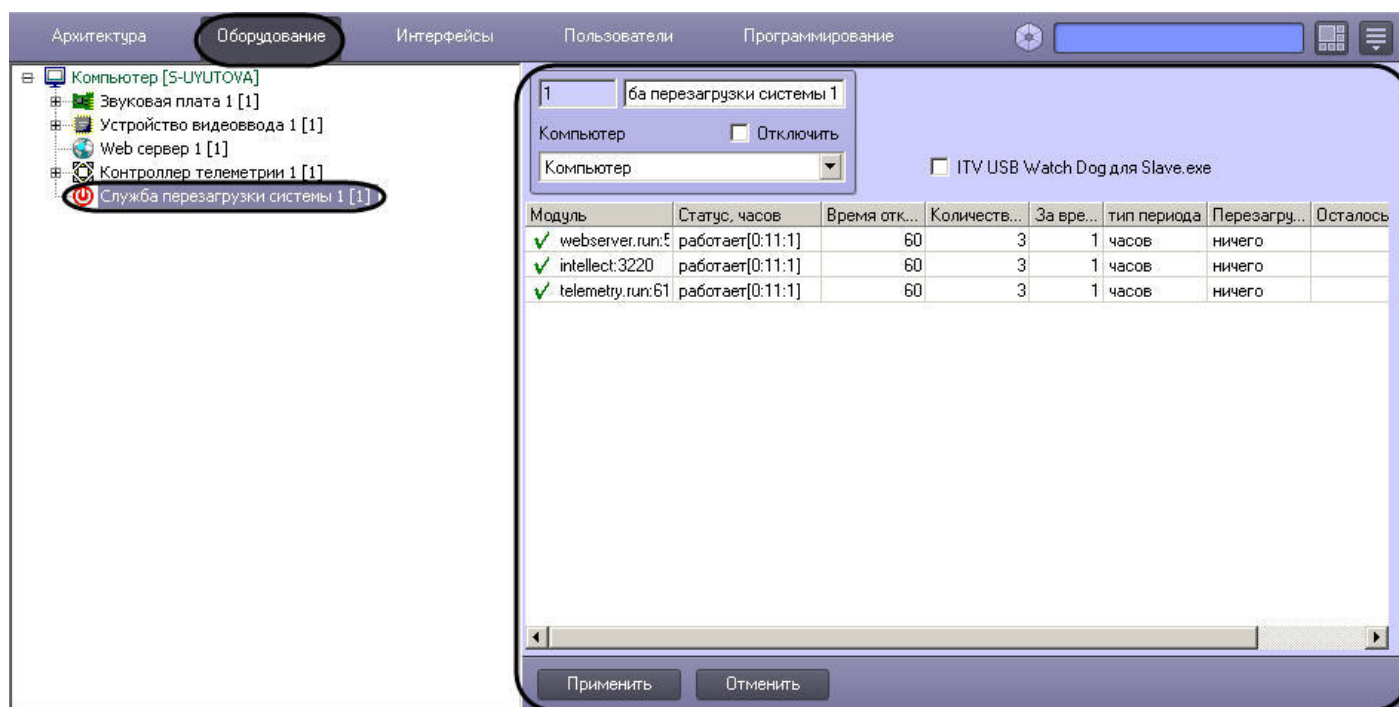 Архитектура Оборудование Интерфейсы Пользователи Программирование
Компьютер [S-UYUTOVA]
Звуковая плата 1 [1]
Устройство видеоввода 1 [1]
Web сервер 1 [1]
Контроллер телеметрии 1 [1]
Служба перезагрузки системы 1 [1]
1 ба перезагрузки системы 1
Компьютер Отключить
Компьютер
ITV USB Watch Dog для Slave.exe
Модуль Статус, часов Время отк... Количеств... За вре... тип периода Перезагру... Осталось
webserver.run:5 работает[0:11:1] 60 3 1 часов ничего
intellect:3220 работает[0:11:1] 60 3 1 часов ничего
telemetry.run:61 работает[0:11:1] 60 3 1 часов ничего
Применить Отменить